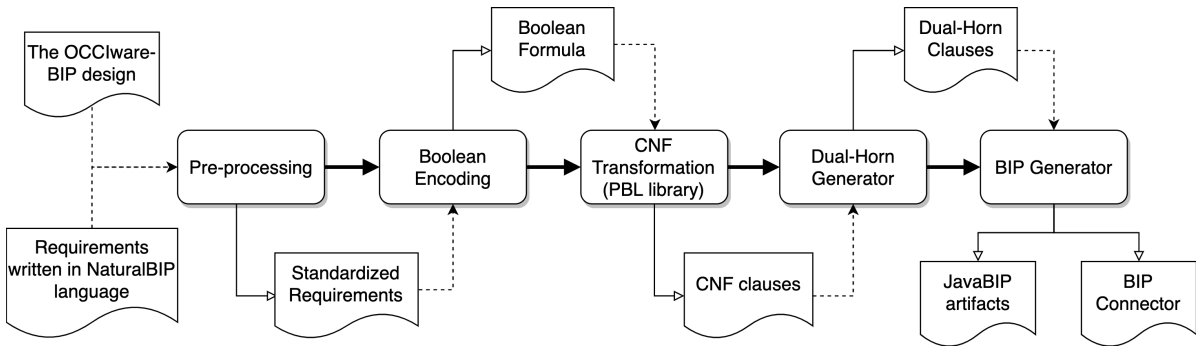 The OCCIware-
BIP design
Boolean
Formula
Dual-Horn
Clauses
Pre-processing
Boolean
Encoding
CNF
Transformation
(PBL library)
Dual-Horn
Generator
BIP Generator
Requirements
written in NaturalBIP
language
Standardized
Requirements
CNF clauses
JavaBIP
artifacts
BIP
Connector